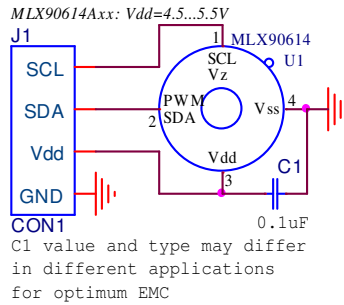 MLX90614Axx: Vdd=4.5...5.5V
J1
1
MLX90614
U1
SCL
SCL
Vz
SDA
2
PWM
SDA
Vss
4
Vdd
Vdd
3
C1
GND
0.1uF
CON1
C1 value and type may differ
in different applications
for optimum EMC